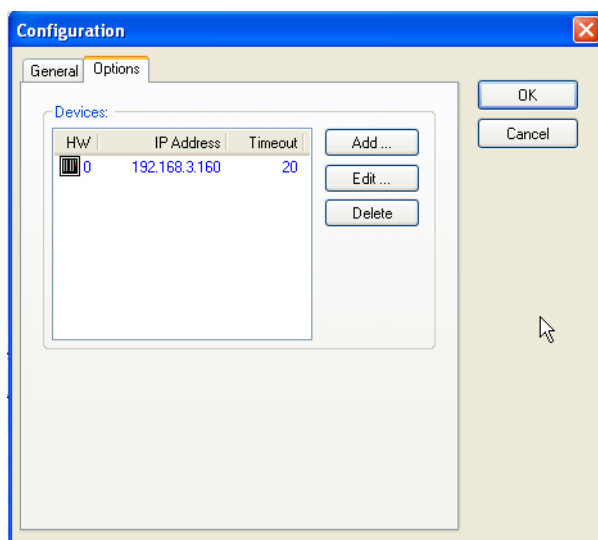 Configuration
General Options
OK
Cancel
Devices:
HW IP Address Timeout
0 192.168.3.160 20
Add ...
Edit ...
Delete